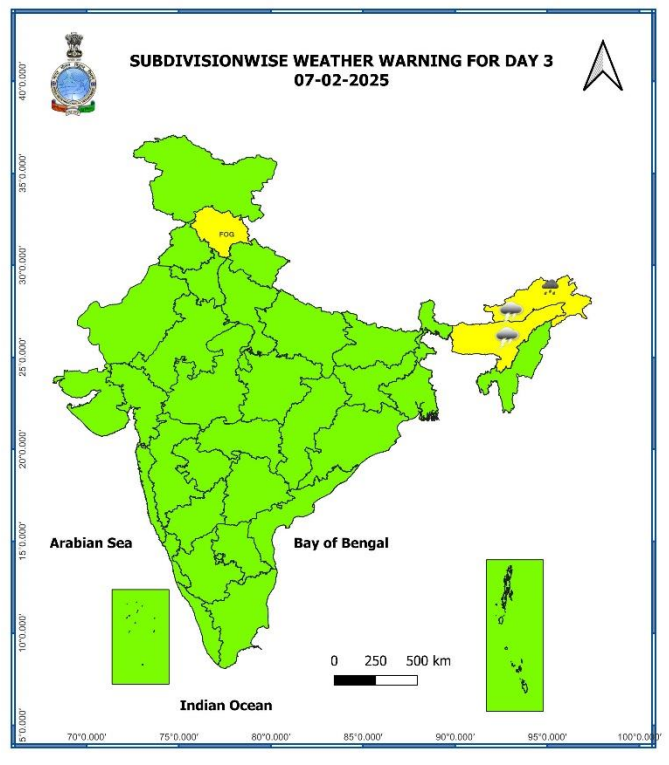 SUBDIVISIONWISE WEATHER WARNING FOR DAY 3
07-02-2025
40°0.000'
35°0.000'
FOG
30°0.000'
25°0.000'
20°0.000'
15°0.000'
Arabian Sea
Bay of Bengal
10°0.000'
0 250 500 km
Indian Ocean
5°0.000'
70°0.000' 75°0.000' 80°0.000' 85°0.000' 90°0.000' 95°0.000' 100°0.000'